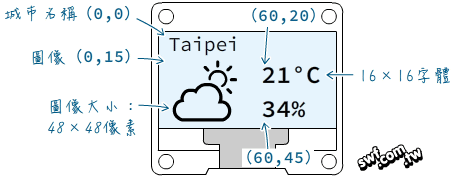 城市名稱 (0,0)
(60,20)
Taipei
圖像 (0,15)
21°C
16×16字體
圖像大小：
48×48像素
34%
(60,45)
swf.com.tw